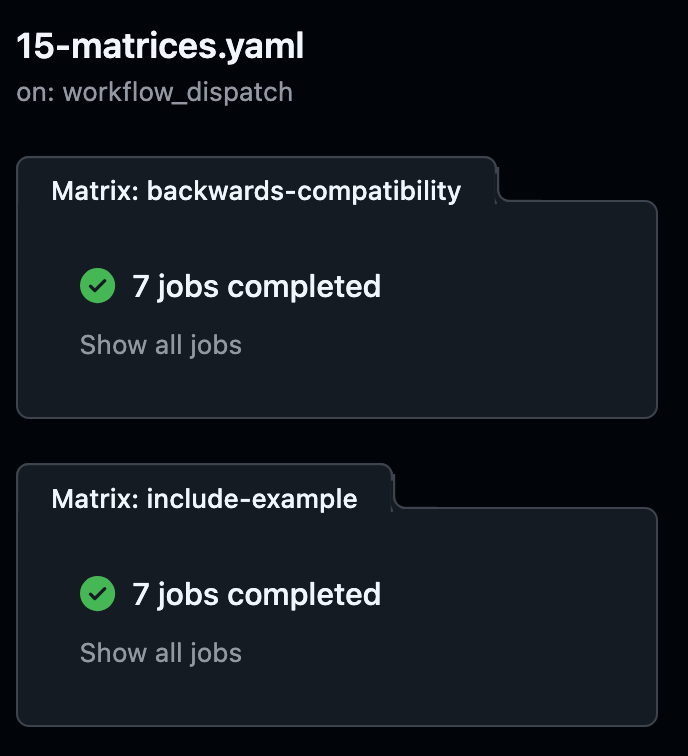 15-matrices.yaml
on: workflow_dispatch
Matrix: backwards-compatibility
7 jobs completed
Show all jobs
Matrix: include-example
7 jobs completed
Show all jobs